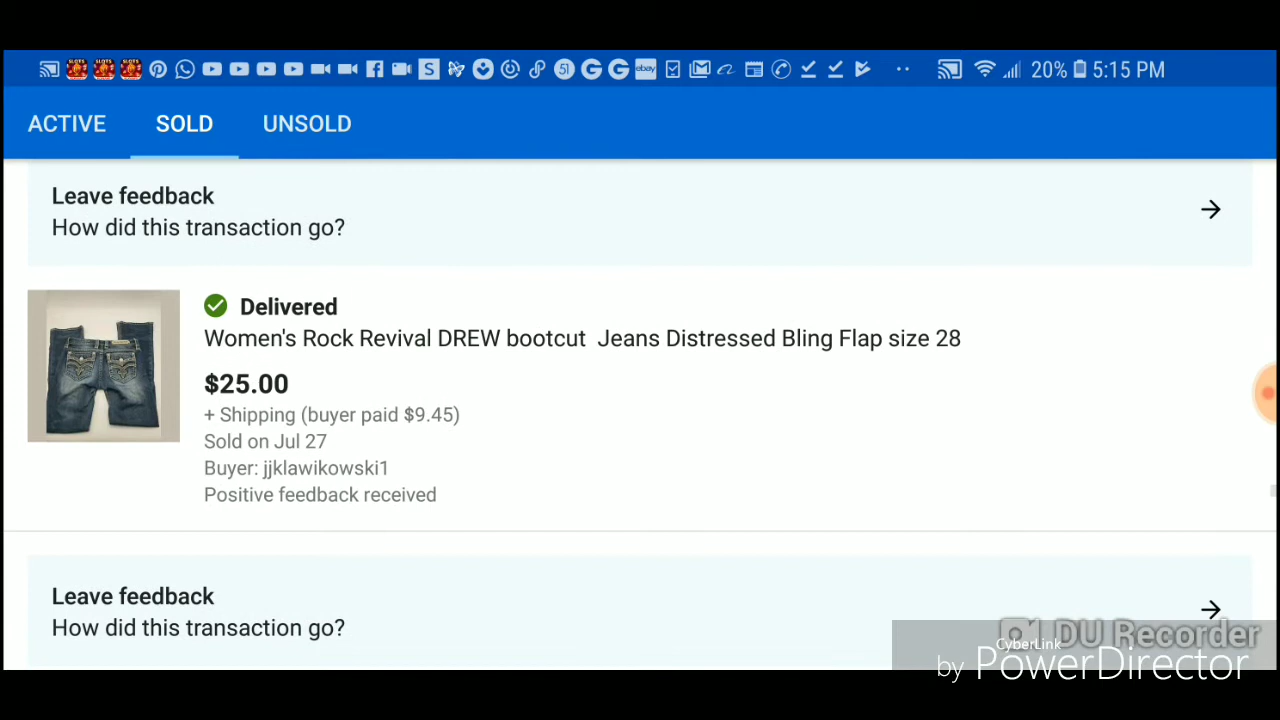 20% 5:15 PM
ACTIVE SOLD UNSOLD
Leave feedback
How did this transaction go?
Delivered
Women's Rock Revival DREW bootcut  Jeans Distressed Bling Flap size 28
$25.00
+ Shipping (buyer paid $9.45)
Sold on Jul 27
Buyer: jjklawikowski1
Positive feedback received
Leave feedback
How did this transaction go?
DU Recorder
CyberLink
by PowerDirector